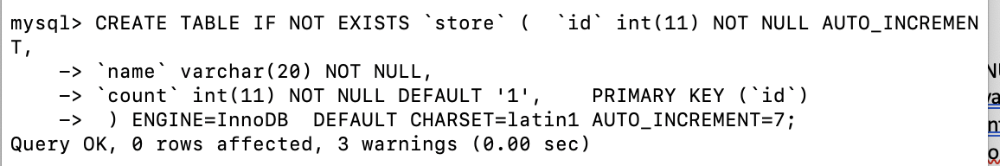 mysql> CREATE TABLE IF NOT EXISTS `store` (  `id` int(11) NOT NULL AUTO_INCREMEN
T,
    -> `name` varchar(20) NOT NULL,
    -> `count` int(11) NOT NULL DEFAULT '1',    PRIMARY KEY (`id`)
    ->  ) ENGINE=InnoDB  DEFAULT CHARSET=latin1 AUTO_INCREMENT=7;
Query OK, 0 rows affected, 3 warnings (0.00 sec)